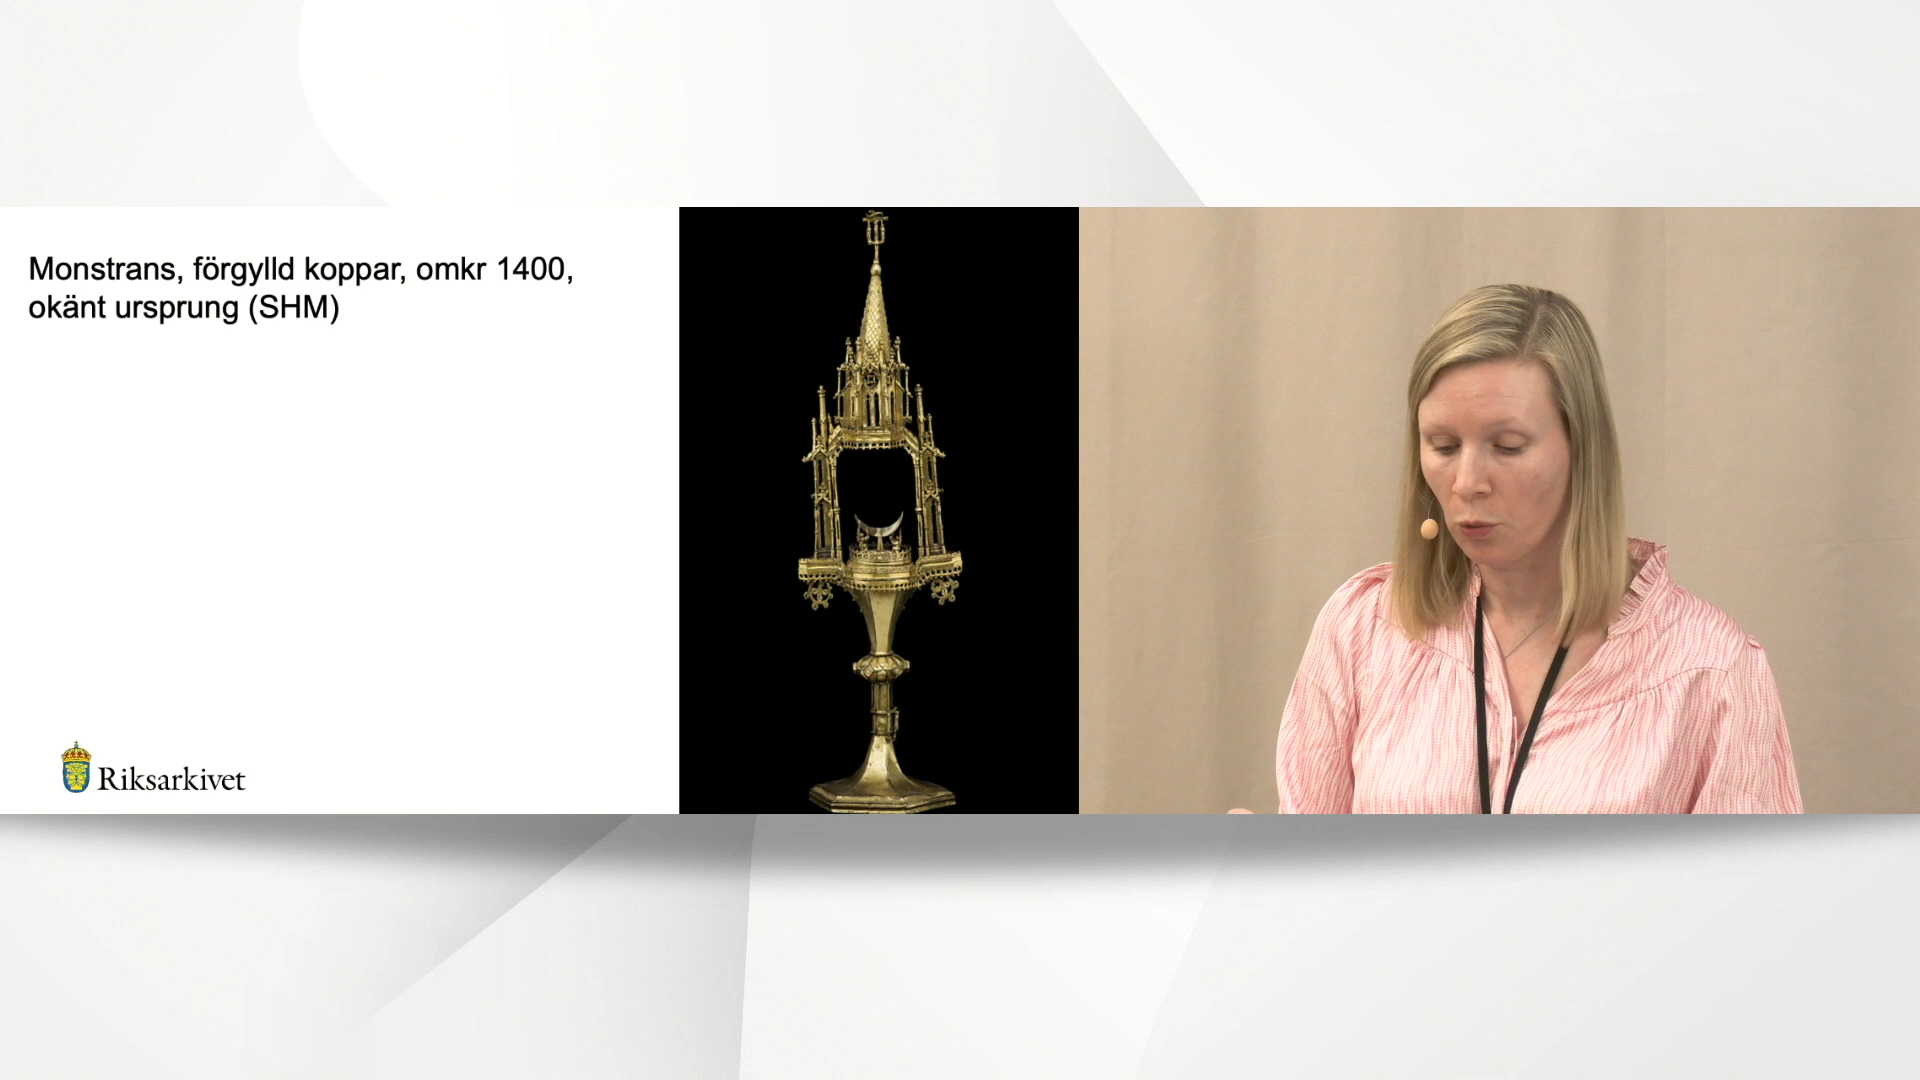 Monstrans, förgylld koppar, omkr 1400,
okänt ursprung (SHM)
Riksarkivet